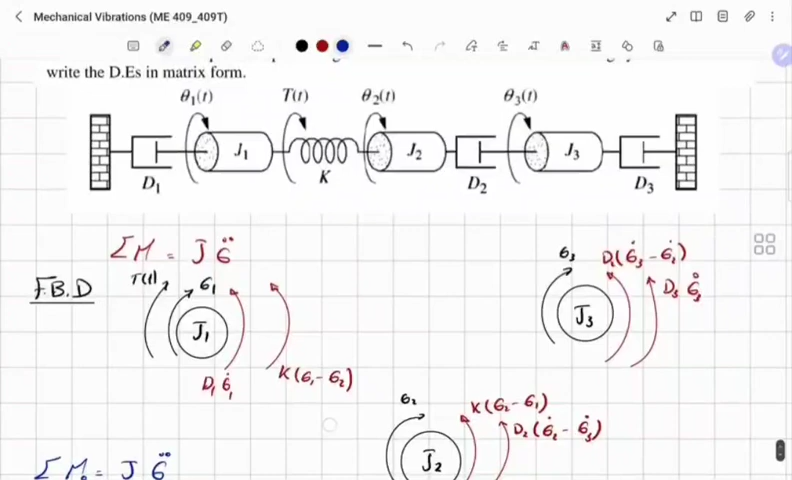 Mechanical Vibrations (ME 409_409T)
write the D.Es in matrix form.
θ₁(t) T(t) θ₂(t) θ₃(t)
J₁ J₂ J₃
K
D₁ D₂ D₃
ΣM = J θ̈
F.B.D
T(t) θ₁
J₁
D₁ θ̇₁
K(θ₁ - θ₂)
θ₃ D₂(θ̇₃ - θ̇₂)
D₃ θ̇₃
J₃
θ₂ K(θ₂ - θ₁)
D₂(θ̇₂ - θ̇₃)
J₂
ΣM₀ = J θ̈